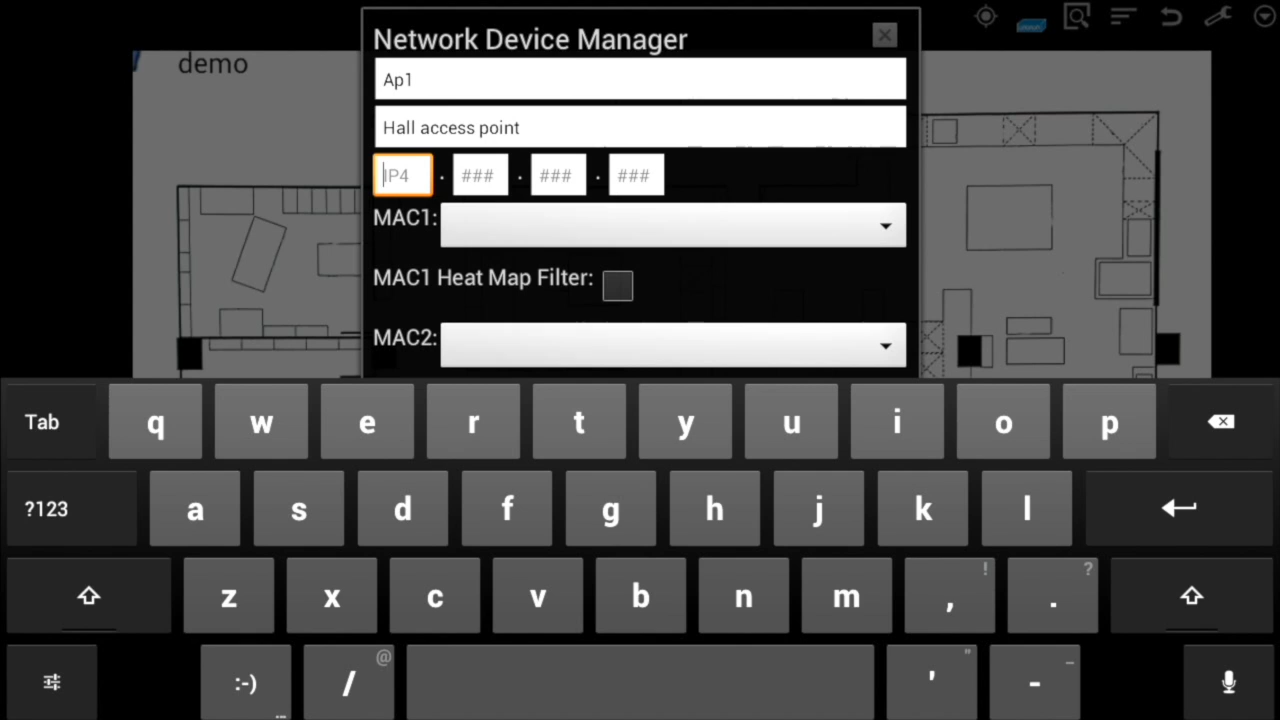 Network Device Manager
demo
Ap1
Hall access point
IP4 . ### . ### . ###
MAC1:
MAC1 Heat Map Filter:
MAC2:
Tab q w e r t y u i o p
?123 a s d f g h j k l
z x c v b n m , ! . ?
:-) ... / @ ' " - _